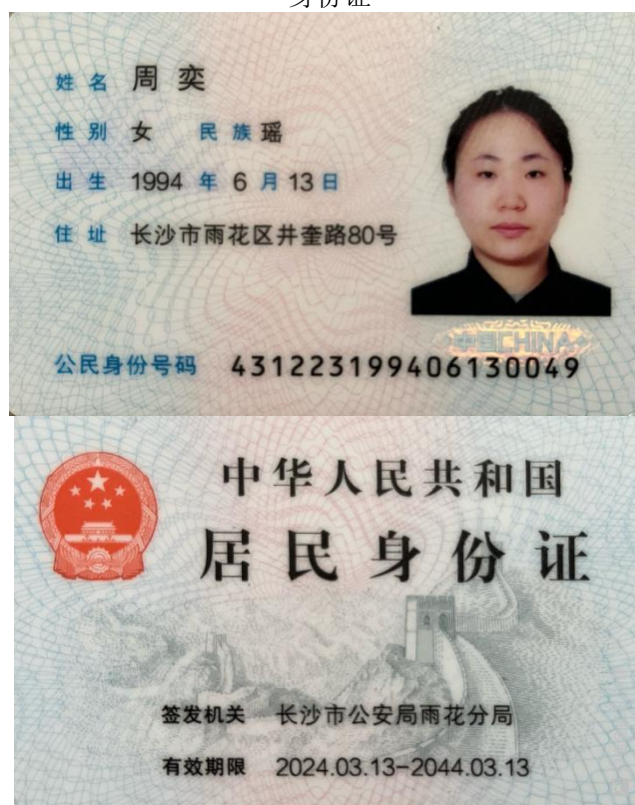 身份证
姓名 周奕
性别 女 民族 瑶
出生 1994 年 6 月 13 日
住址 长沙市雨花区井奎路80号
中国CHINA
公民身份号码 431223199406130049
中华人民共和国
居民身份证
签发机关 长沙市公安局雨花分局
有效期限 2024.03.13-2044.03.13